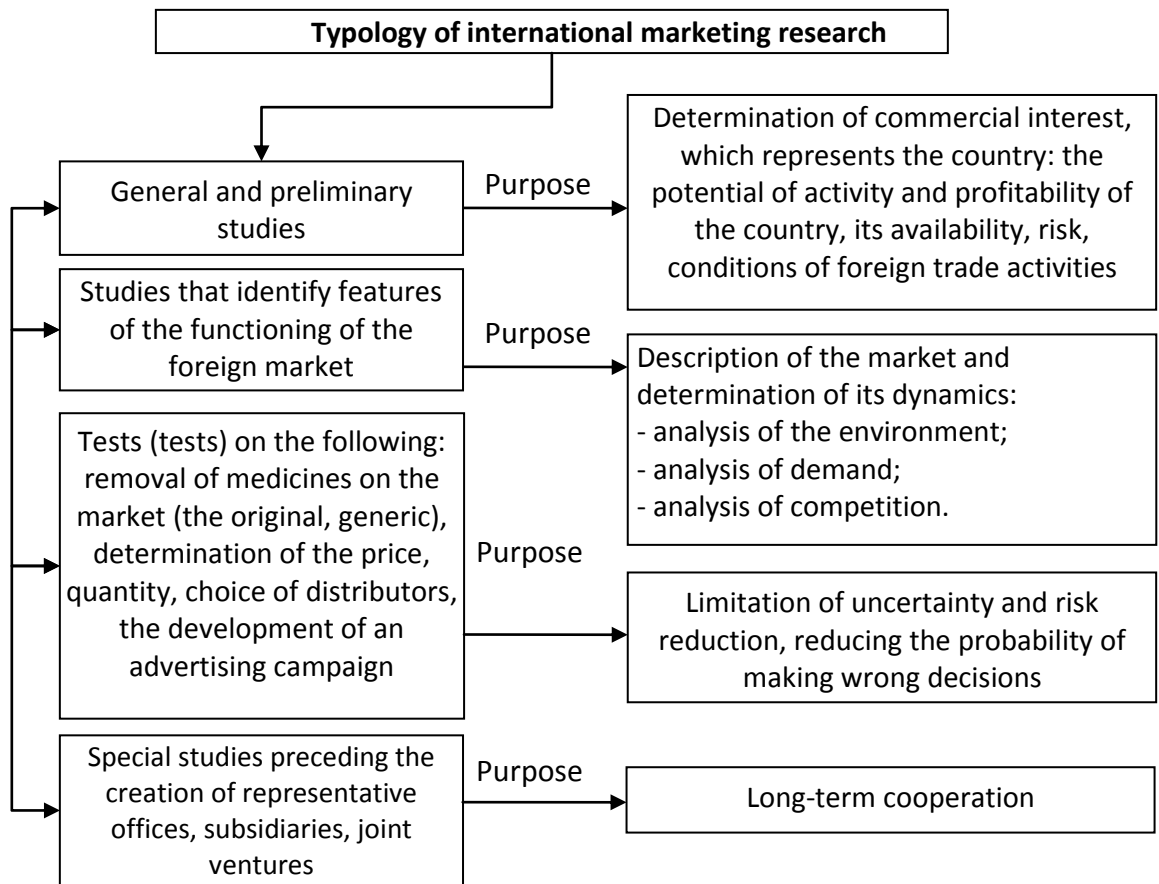 Typology of international marketing research
General and preliminary
studies
Purpose
Determination of commercial interest,
which represents the country: the
potential of activity and profitability of
the country, its availability, risk,
conditions of foreign trade activities
Studies that identify features
of the functioning of the
foreign market
Purpose
Description of the market and
determination of its dynamics:
- analysis of the environment;
- analysis of demand;
- analysis of competition.
Tests (tests) on the following:
removal of medicines on the
market (the original, generic),
determination of the price,
quantity, choice of distributors,
the development of an
advertising campaign
Purpose
Limitation of uncertainty and risk
reduction, reducing the probability of
making wrong decisions
Special studies preceding the
creation of representative
offices, subsidiaries, joint
ventures
Purpose
Long-term cooperation